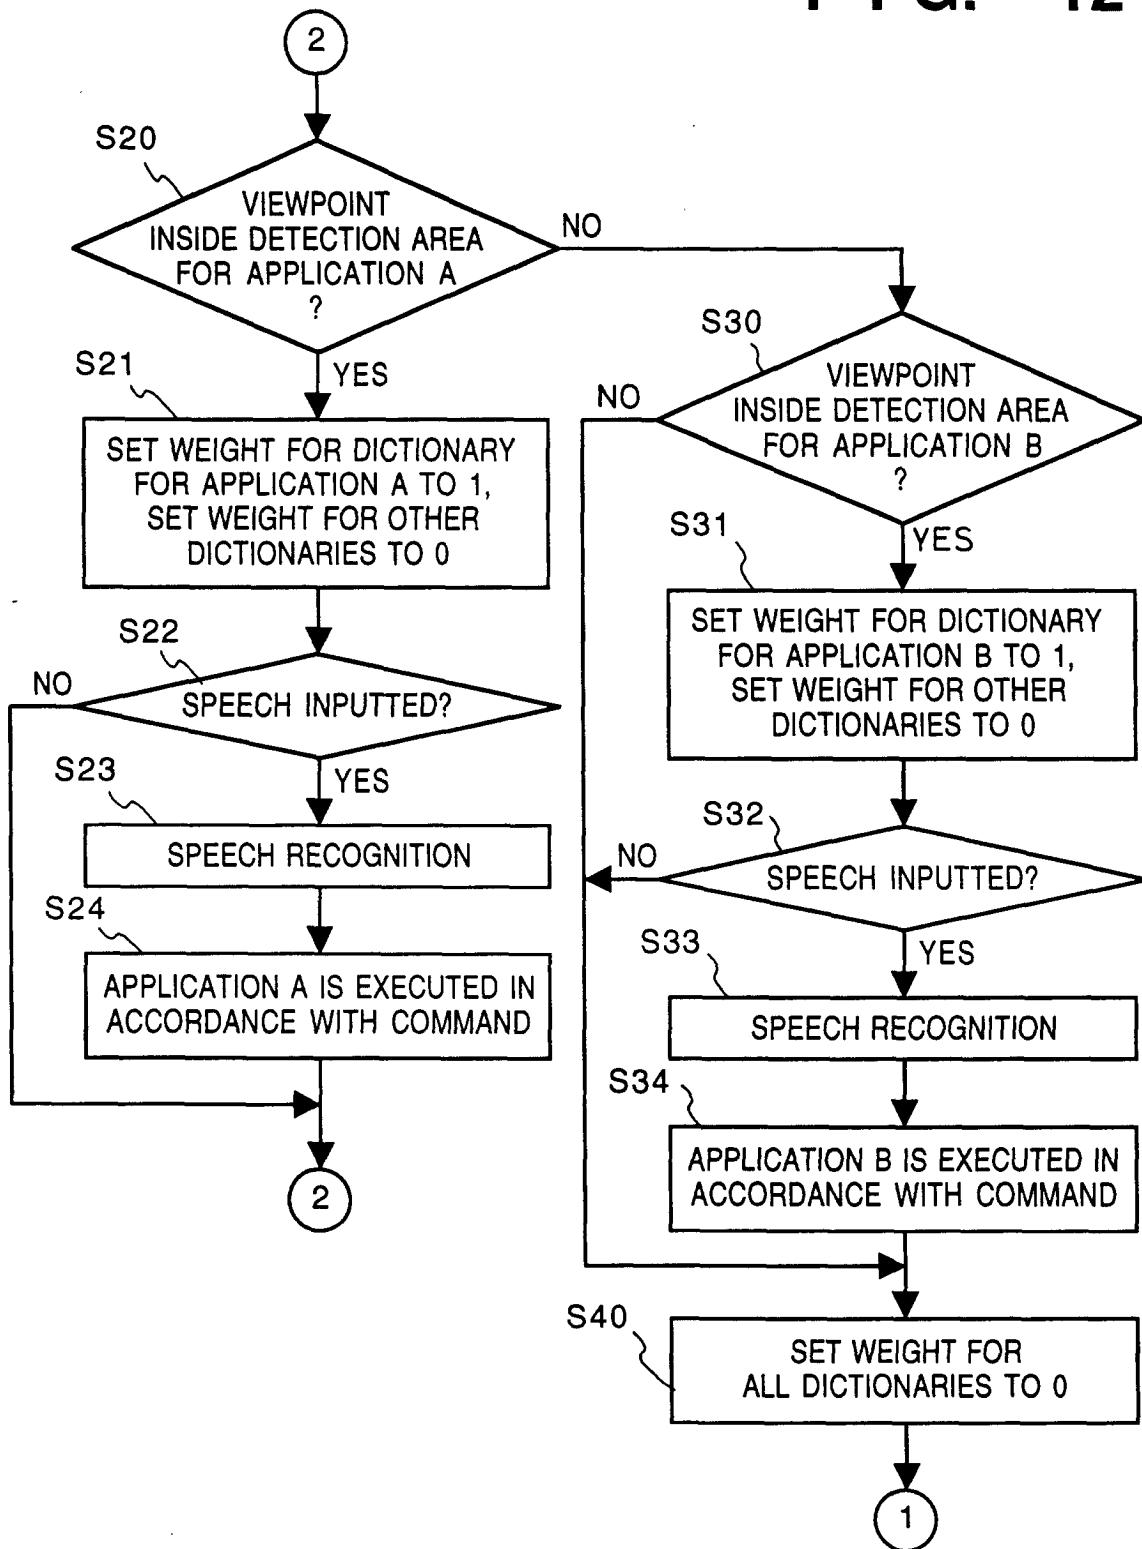 FIG. 12
2
S20
VIEWPOINT
INSIDE DETECTION AREA
FOR APPLICATION A
?
NO
YES
S21
SET WEIGHT FOR DICTIONARY
FOR APPLICATION A TO 1,
SET WEIGHT FOR OTHER
DICTIONARIES TO 0
S22
NO
SPEECH INPUTTED?
YES
S23
SPEECH RECOGNITION
S24
APPLICATION A IS EXECUTED IN
ACCORDANCE WITH COMMAND
2
S30
NO
VIEWPOINT
INSIDE DETECTION AREA
FOR APPLICATION B
?
YES
S31
SET WEIGHT FOR DICTIONARY
FOR APPLICATION B TO 1,
SET WEIGHT FOR OTHER
DICTIONARIES TO 0
S32
NO
SPEECH INPUTTED?
YES
S33
SPEECH RECOGNITION
S34
APPLICATION B IS EXECUTED IN
ACCORDANCE WITH COMMAND
S40
SET WEIGHT FOR
ALL DICTIONARIES TO 0
1